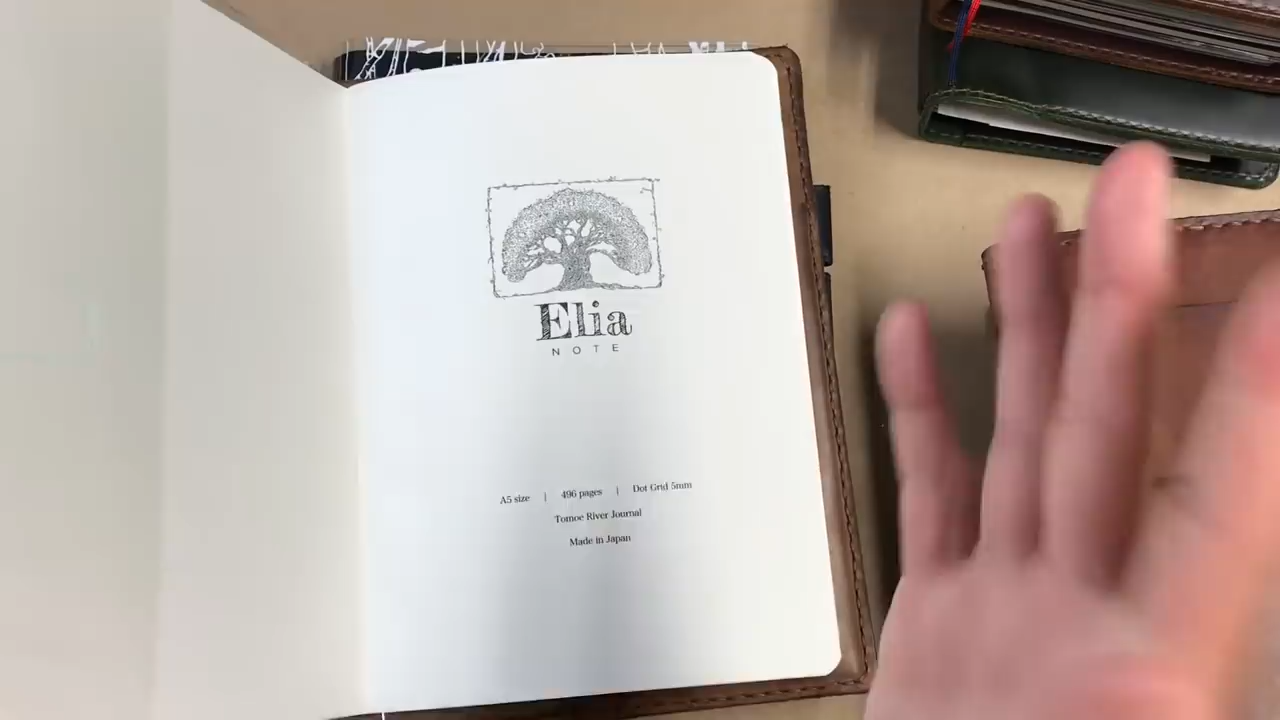 Elia
NOTE
A5 size | 496 pages | Dot Grid 5mm
Tomoe River Journal
Made in Japan